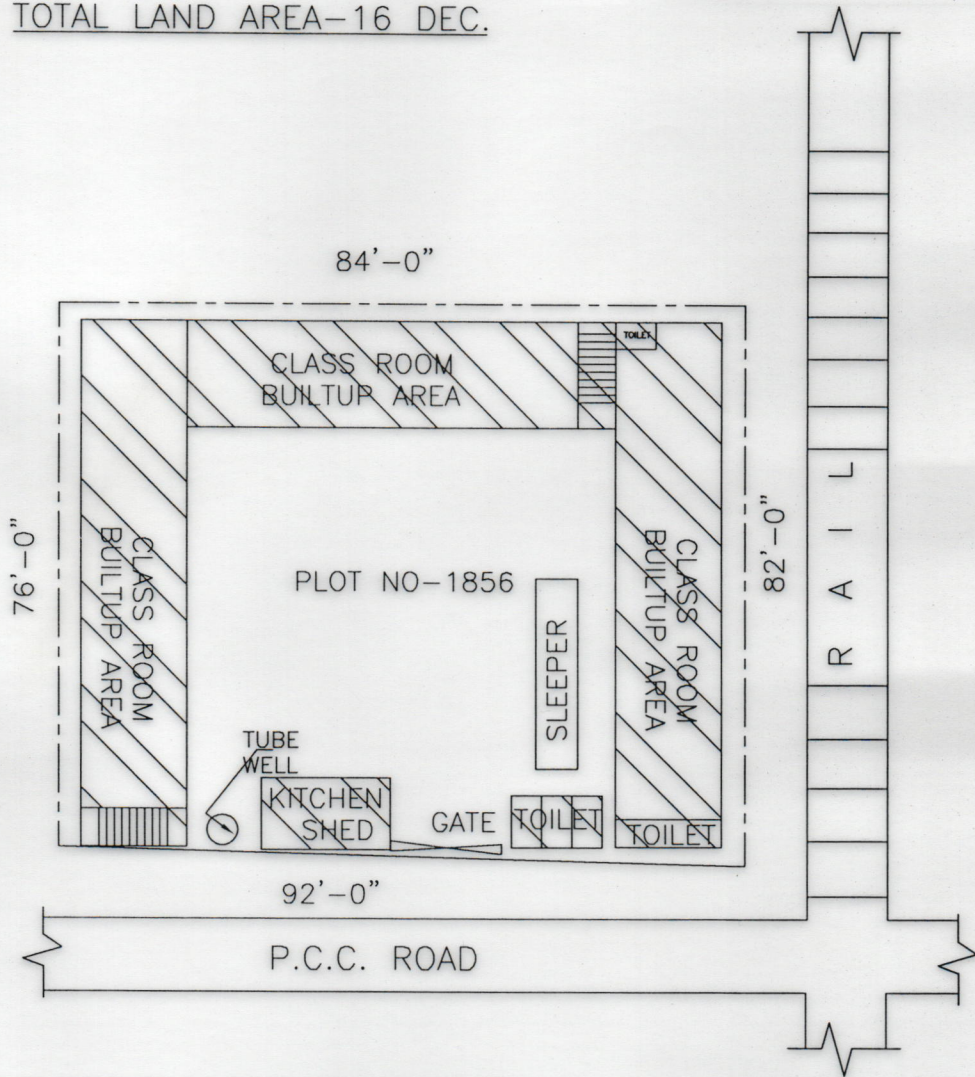 TOTAL LAND AREA-16 DEC.
84'-0"
CLASS ROOM
BUILTUP AREA
TOILET
76'-0"
CLASS ROOM
BUILTUP AREA
PLOT NO-1856
SLEEPER
CLASS ROOM
BUILTUP AREA
82'-0"
RAIL
TUBE
WELL
KITCHEN
SHED
GATE
TOILET
TOILET
92'-0"
P.C.C. ROAD